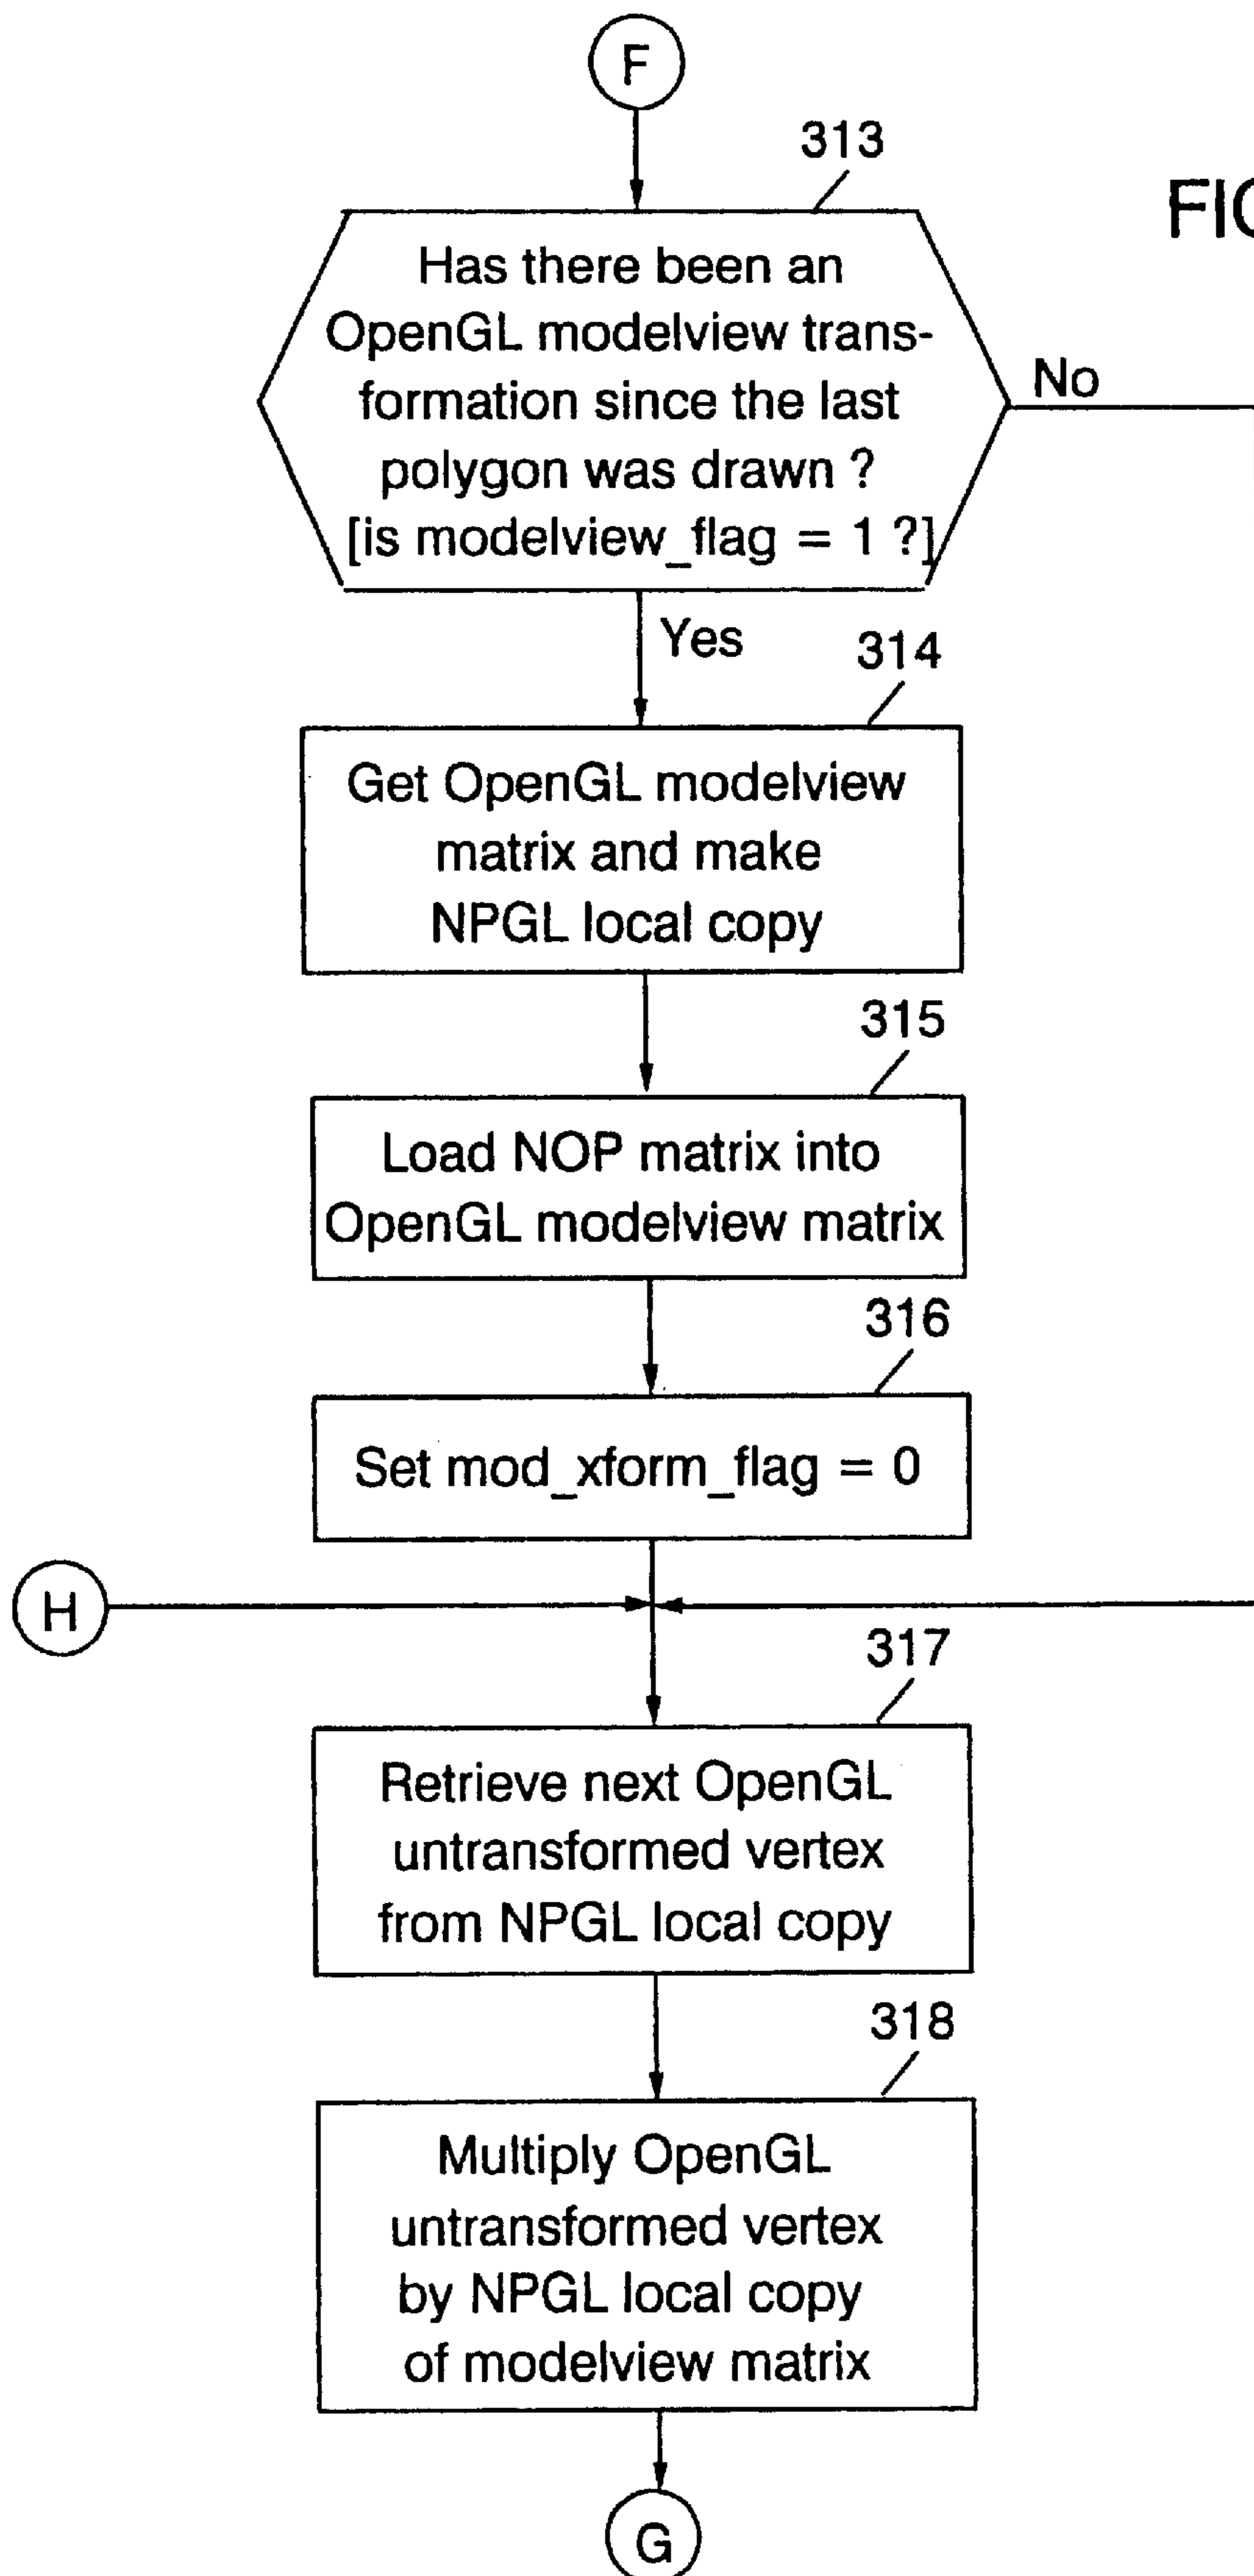 F
313
FIG
Has there been an
OpenGL modelview trans-
formation since the last
polygon was drawn ?
[is modelview_flag = 1 ?]
No
Yes
314
Get OpenGL modelview
matrix and make
NPGL local copy
315
Load NOP matrix into
OpenGL modelview matrix
316
Set mod_xform_flag = 0
H
317
Retrieve next OpenGL
untransformed vertex
from NPGL local copy
318
Multiply OpenGL
untransformed vertex
by NPGL local copy
of modelview matrix
G